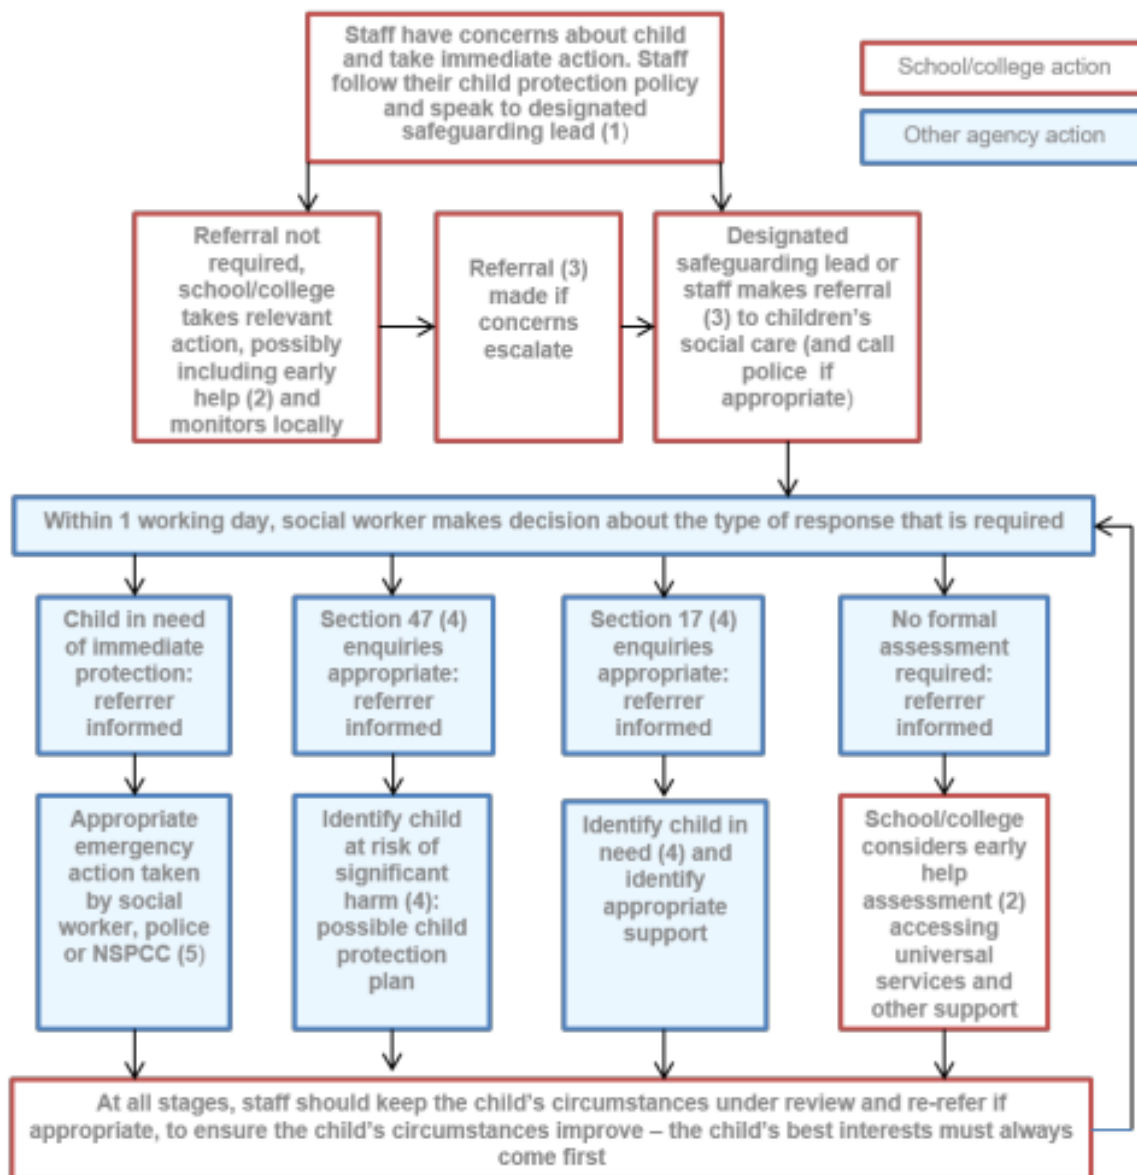 Staff have concerns about child
and take immediate action. Staff
follow their child protection policy
and speak to designated
safeguarding lead (1)
School/college action
Other agency action
Referral not
required,
school/college
takes relevant
action, possibly
including early
help (2) and
monitors locally
Referral (3)
made if
concerns
escalate
Designated
safeguarding lead or
staff makes referral
(3) to children's
social care (and call
police if
appropriate)
Within 1 working day, social worker makes decision about the type of response that is required
Child in need
of immediate
protection:
referrer
informed
Section 47 (4)
enquiries
appropriate:
referrer
informed
Section 17 (4)
enquiries
appropriate:
referrer
informed
No formal
assessment
required:
referrer
informed
Appropriate
emergency
action taken
by social
worker, police
or NSPCC (5)
Identify child
at risk of
significant
harm (4):
possible child
protection
plan
Identify child in
need (4) and
identify
appropriate
support
School/college
considers early
help
assessment (2)
accessing
universal
services and
other support
At all stages, staff should keep the child's circumstances under review and re-refer if
appropriate, to ensure the child's circumstances improve – the child's best interests must always
come first